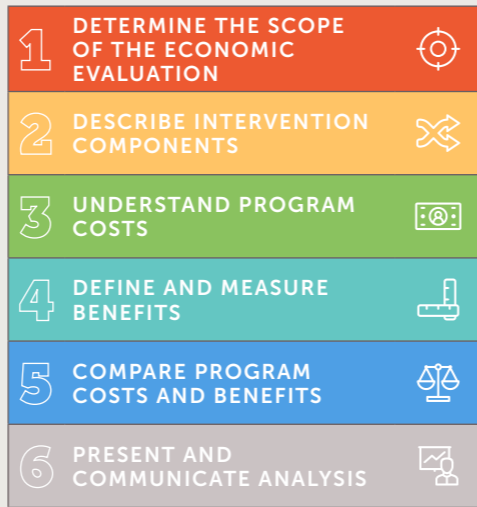 1
DETERMINE THE SCOPE
OF THE ECONOMIC
EVALUATION
2
DESCRIBE INTERVENTION
COMPONENTS
3
UNDERSTAND PROGRAM
COSTS
4
DEFINE AND MEASURE
BENEFITS
5
COMPARE PROGRAM
COSTS AND BENEFITS
6
PRESENT AND
COMMUNICATE ANALYSIS